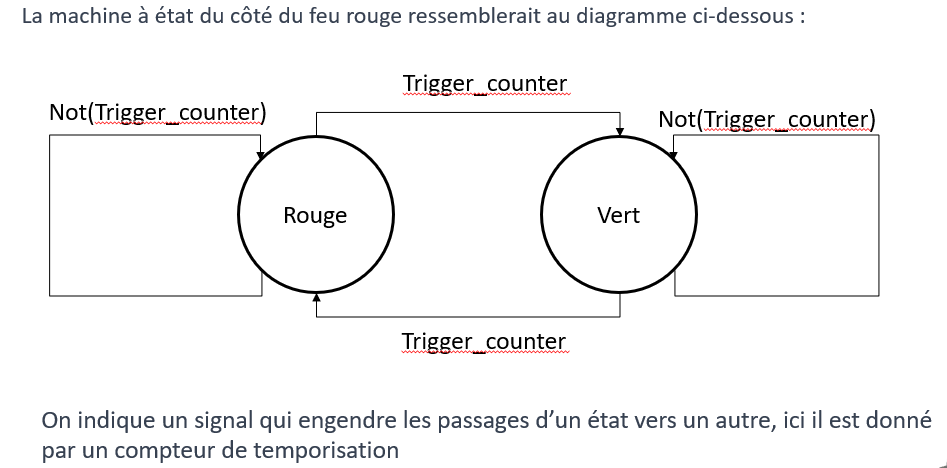 La machine à état du côté du feu rouge ressemblerait au diagramme ci-dessous :
Trigger_counter
Not(Trigger_counter)
Not(Trigger_counter)
Rouge
Vert
Trigger_counter
On indique un signal qui engendre les passages d’un état vers un autre, ici il est donné
par un compteur de temporisation